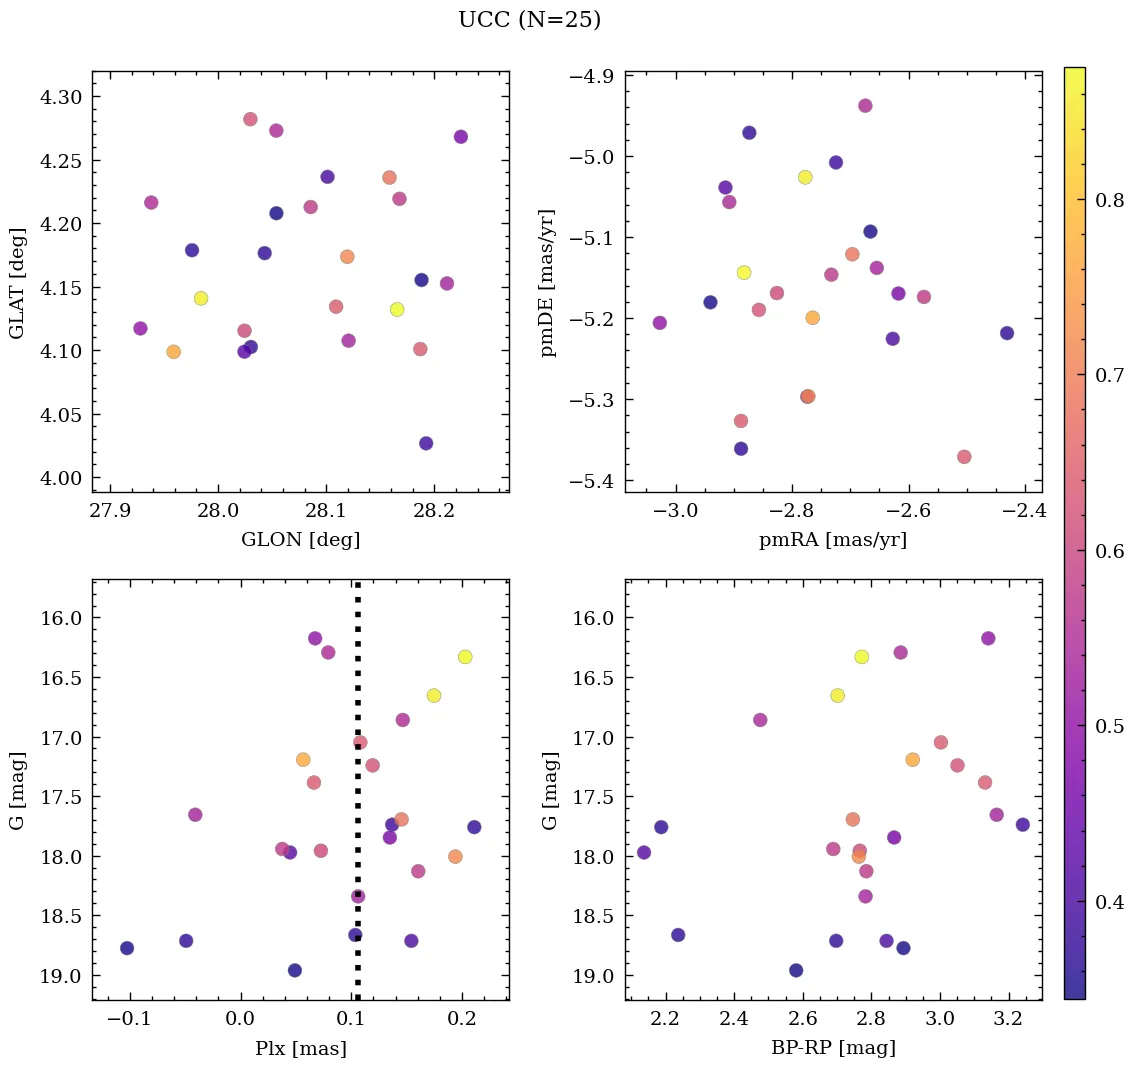 UCC (N=25)
4.30
4.25
4.20
4.15
4.10
4.05
4.00
GLAT [deg]
27.9 28.0 28.1 28.2
GLON [deg]
−4.9
−5.0
−5.1
−5.2
−5.3
−5.4
pmDE [mas/yr]
−3.0 −2.8 −2.6 −2.4
pmRA [mas/yr]
16.0
16.5
17.0
17.5
18.0
18.5
19.0
G [mag]
−0.1 0.0 0.1 0.2
Plx [mas]
16.0
16.5
17.0
17.5
18.0
18.5
19.0
G [mag]
2.2 2.4 2.6 2.8 3.0 3.2
BP-RP [mag]
0.8
0.7
0.6
0.5
0.4